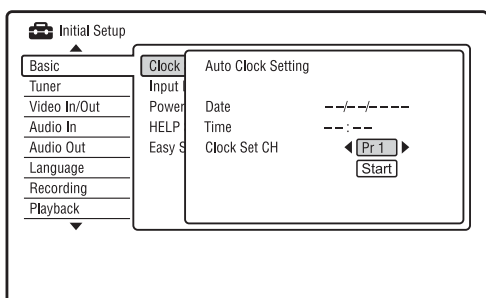 Initial Setup
Basic
Tuner
Video In/Out
Audio In
Audio Out
Language
Recording
Playback
Clock
Input
Power
HELP
Easy S
Auto Clock Setting
Date --/--/----
Time --:--
Clock Set CH Pr 1
Start